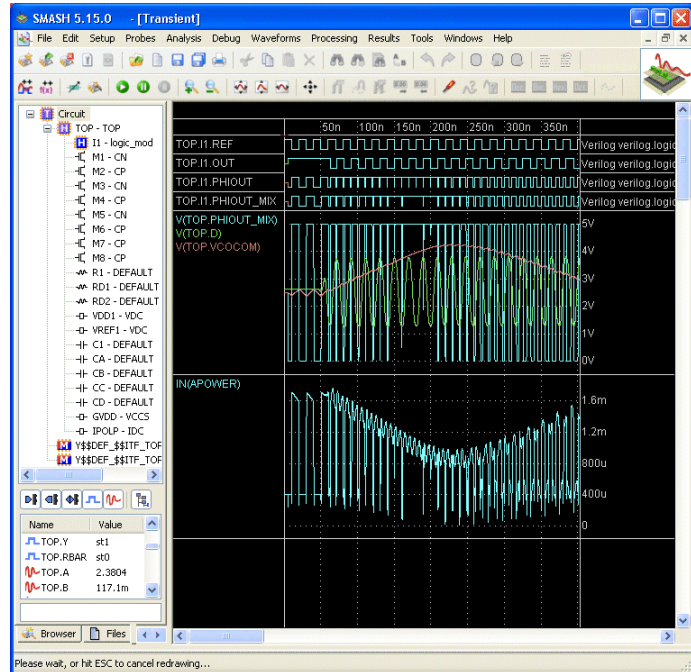 SMASH 5.15.0 - [Transient]
File Edit Setup Probes Analysis Debug Waveforms Processing Results Tools Windows Help
Circuit
TOP - TOP
I1 - logic_mod
M1 - CN
M2 - CP
M3 - CN
M4 - CP
M5 - CN
M6 - CP
M7 - CP
M8 - CP
R1 - DEFAULT
RD1 - DEFAULT
RD2 - DEFAULT
VDD1 - VDC
VREF1 - VDC
C1 - DEFAULT
CA - DEFAULT
CB - DEFAULT
CC - DEFAULT
CD - DEFAULT
GVDD - VCCS
IPOLP - IDC
Y$$DEF_$$ITF_TOF
Y$$DEF_$$ITF_TOF
Name Value
TOP.Y st1
TOP.RBAR st0
TOP.A 2.3804
TOP.B 117.1m
Browser Files
50n 100n 150n 200n 250n 300n 350n
TOP.I1.REF Verilog verilog.logic
TOP.I1.OUT Verilog verilog.logic
TOP.I1.PHIOUT Verilog verilog.logic
TOP.I1.PHIOUT_MIX Verilog verilog.logic
V(TOP.PHIOUT_MIX) 5V
V(TOP.D)
V(TOP.VCOCOM) 4V
3V
2V
1V
0V
IN(APOWER)
1.6m
1.2m
800u
400u
0
Please wait, or hit ESC to cancel redrawing...